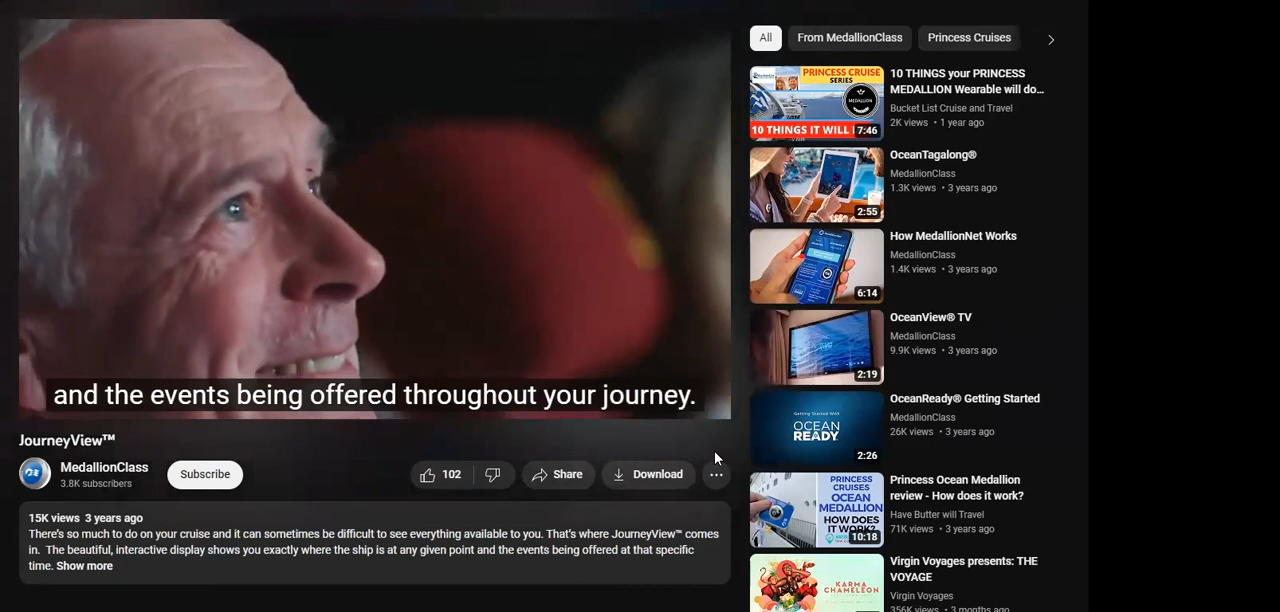 and the events being offered throughout your journey.
JourneyView™
MedallionClass
3.8K subscribers
Subscribe
102
Share
Download
15K views 3 years ago
There's so much to do on your cruise and it can sometimes be difficult to see everything available to you. That's where JourneyView™ comes
in. The beautiful, interactive display shows you exactly where the ship is at any given point and the events being offered at that specific
time. Show more
All
From MedallionClass
Princess Cruises
PRINCESS CRUISE
SERIES
MEDALLION
10 THINGS IT WILL
7:46
10 THINGS your PRINCESS
MEDALLION Wearable will do...
Bucket List Cruise and Travel
2K views • 1 year ago
2:55
OceanTagalong®
MedallionClass
1.3K views • 3 years ago
6:14
How MedallionNet Works
MedallionClass
1.4K views • 3 years ago
2:19
OceanView® TV
MedallionClass
9.9K views • 3 years ago
Getting Started With
OCEAN
READY
2:26
OceanReady® Getting Started
MedallionClass
26K views • 3 years ago
PRINCESS
CRUISES
OCEAN
MEDALLION
HOW DOES
IT WORK?
10:18
Princess Ocean Medallion
review - How does it work?
Have Butter will Travel
71K views • 3 years ago
KARMA
CHAMELEON
Virgin Voyages presents: THE
VOYAGE
Virgin Voyages
356K views • 3 months ago